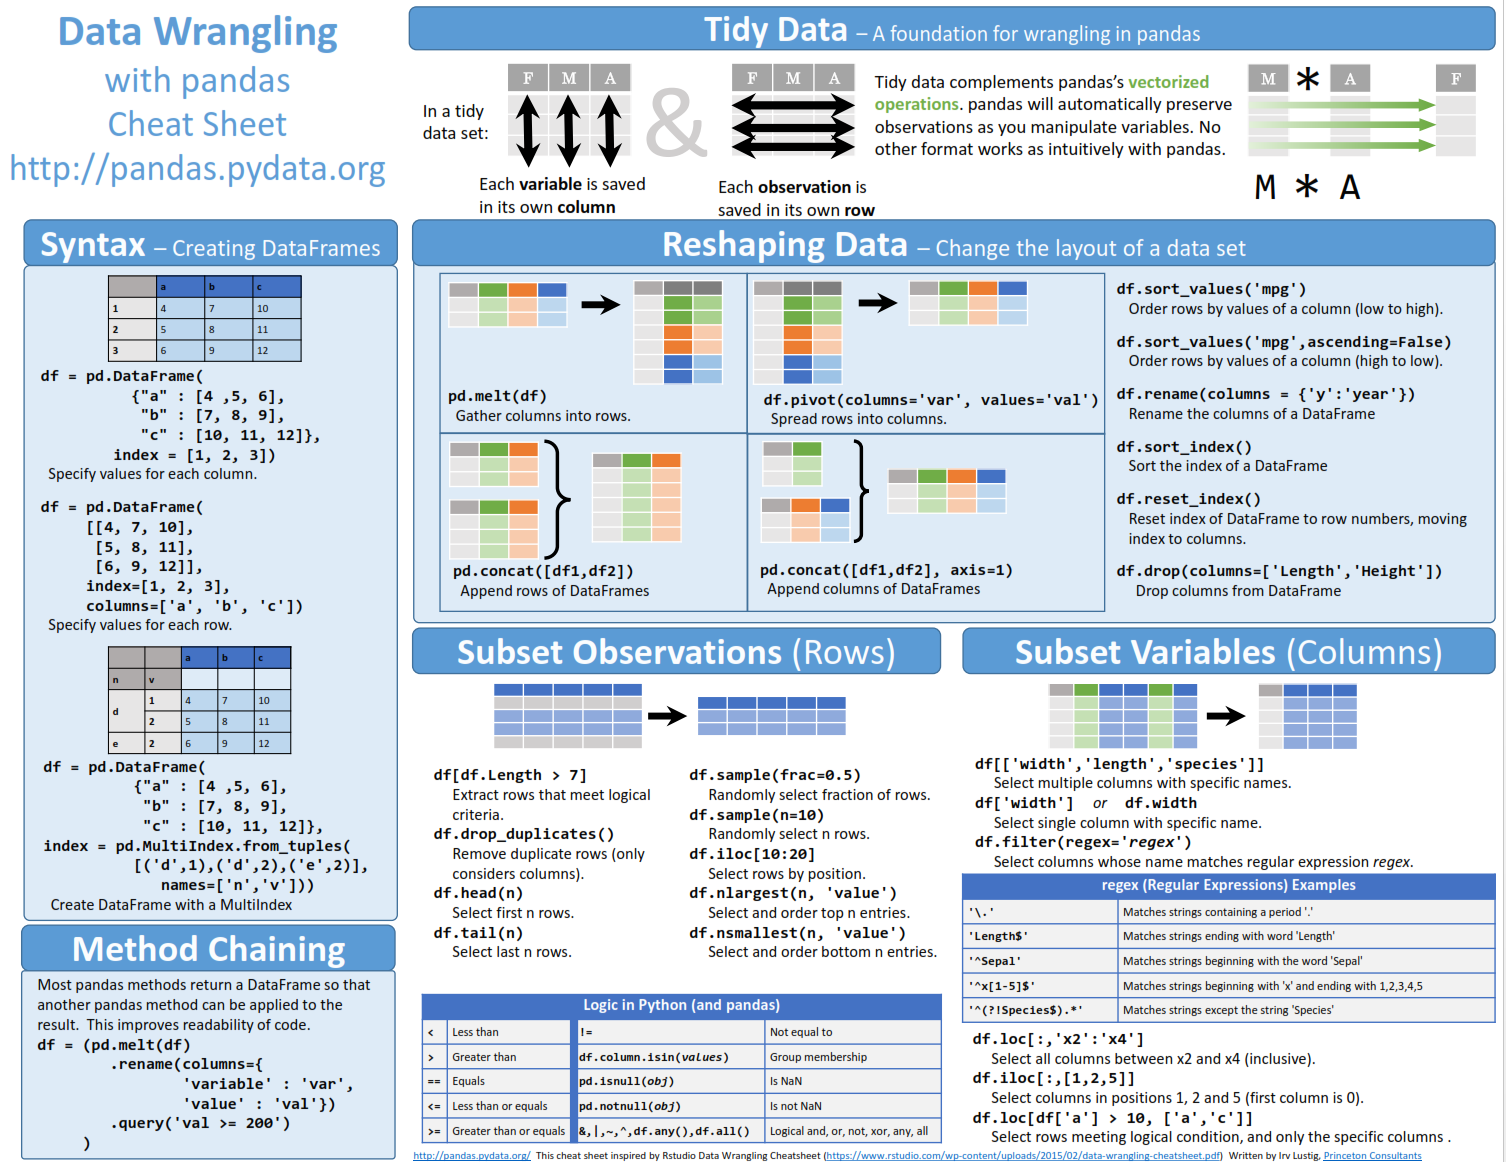 Data Wrangling
with pandas
Cheat Sheet
http://pandas.pydata.org
Tidy Data – A foundation for wrangling in pandas
In a tidy
data set:
F M A
&
F M A
Each variable is saved
in its own column
Each observation is
saved in its own row
Tidy data complements pandas’s vectorized
operations. pandas will automatically preserve
observations as you manipulate variables. No
other format works as intuitively with pandas.
M * A F
M * A
Syntax – Creating DataFrames
a b c
1 4 7 10
2 5 8 11
3 6 9 12
df = pd.DataFrame(
{"a" : [4 ,5, 6],
"b" : [7, 8, 9],
"c" : [10, 11, 12]},
index = [1, 2, 3])
Specify values for each column.
df = pd.DataFrame(
[[4, 7, 10],
[5, 8, 11],
[6, 9, 12]],
index=[1, 2, 3],
columns=['a', 'b', 'c'])
Specify values for each row.
a b c
n v
d 1 4 7 10
2 5 8 11
e 2 6 9 12
df = pd.DataFrame(
{"a" : [4 ,5, 6],
"b" : [7, 8, 9],
"c" : [10, 11, 12]},
index = pd.MultiIndex.from_tuples(
[('d',1),('d',2),('e',2)],
names=['n','v']))
Create DataFrame with a MultiIndex
Method Chaining
Most pandas methods return a DataFrame so that
another pandas method can be applied to the
result. This improves readability of code.
df = (pd.melt(df)
.rename(columns={
'variable' : 'var',
'value' : 'val'})
.query('val >= 200')
)
Reshaping Data – Change the layout of a data set
pd.melt(df)
Gather columns into rows.
df.pivot(columns='var', values='val')
Spread rows into columns.
pd.concat([df1,df2])
Append rows of DataFrames
pd.concat([df1,df2], axis=1)
Append columns of DataFrames
df.sort_values('mpg')
Order rows by values of a column (low to high).
df.sort_values('mpg',ascending=False)
Order rows by values of a column (high to low).
df.rename(columns = {'y':'year'})
Rename the columns of a DataFrame
df.sort_index()
Sort the index of a DataFrame
df.reset_index()
Reset index of DataFrame to row numbers, moving
index to columns.
df.drop(columns=['Length','Height'])
Drop columns from DataFrame
Subset Observations (Rows)
df[df.Length > 7]
Extract rows that meet logical
criteria.
df.drop_duplicates()
Remove duplicate rows (only
considers columns).
df.head(n)
Select first n rows.
df.tail(n)
Select last n rows.
df.sample(frac=0.5)
Randomly select fraction of rows.
df.sample(n=10)
Randomly select n rows.
df.iloc[10:20]
Select rows by position.
df.nlargest(n, 'value')
Select and order top n entries.
df.nsmallest(n, 'value')
Select and order bottom n entries.
Logic in Python (and pandas)
< Less than != Not equal to
> Greater than df.column.isin(values) Group membership
== Equals pd.isnull(obj) Is NaN
<= Less than or equals pd.notnull(obj) Is not NaN
>= Greater than or equals &,|,~,^,df.any(),df.all() Logical and, or, not, xor, any, all
Subset Variables (Columns)
df[['width','length','species']]
Select multiple columns with specific names.
df['width'] or df.width
Select single column with specific name.
df.filter(regex='regex')
Select columns whose name matches regular expression regex.
regex (Regular Expressions) Examples
'\.' Matches strings containing a period '.'
'Length$' Matches strings ending with word 'Length'
'^Sepal' Matches strings beginning with the word 'Sepal'
'^x[1-5]$' Matches strings beginning with 'x' and ending with 1,2,3,4,5
'^(?!Species$).*' Matches strings except the string 'Species'
df.loc[:,'x2':'x4']
Select all columns between x2 and x4 (inclusive).
df.iloc[:,[1,2,5]]
Select columns in positions 1, 2 and 5 (first column is 0).
df.loc[df['a'] > 10, ['a','c']]
Select rows meeting logical condition, and only the specific columns .
http://pandas.pydata.org/ This cheat sheet inspired by Rstudio Data Wrangling Cheatsheet (https://www.rstudio.com/wp-content/uploads/2015/02/data-wrangling-cheatsheet.pdf) Written by Irv Lustig, Princeton Consultants